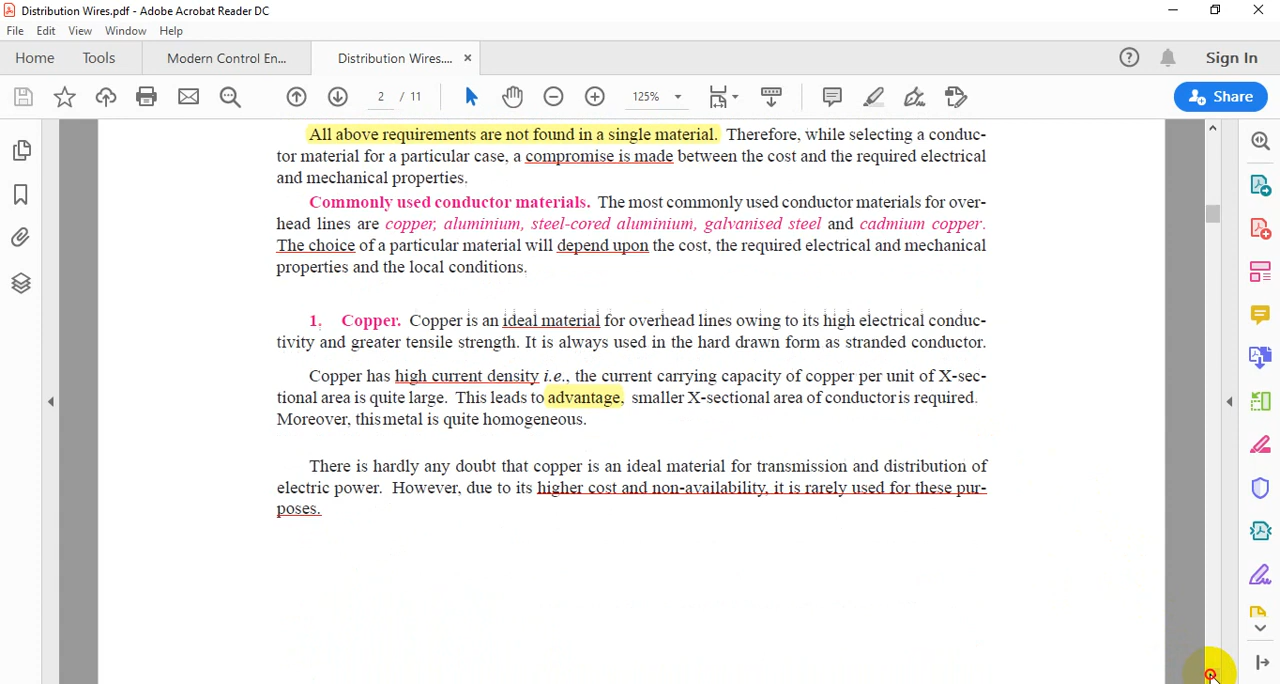 Distribution Wires.pdf - Adobe Acrobat Reader DC
File Edit View Window Help
Home Tools Modern Control En... Distribution Wires.... × Sign In
2 / 11 125% Share
All above requirements are not found in a single material. Therefore, while selecting a conduc-
tor material for a particular case, a compromise is made between the cost and the required electrical
and mechanical properties.
Commonly used conductor materials. The most commonly used conductor materials for over-
head lines are copper, aluminium, steel-cored aluminium, galvanised steel and cadmium copper.
The choice of a particular material will depend upon the cost, the required electrical and mechanical
properties and the local conditions.
1. Copper. Copper is an ideal material for overhead lines owing to its high electrical conduc-
tivity and greater tensile strength. It is always used in the hard drawn form as stranded conductor.
Copper has high current density i.e., the current carrying capacity of copper per unit of X-sec-
tional area is quite large. This leads to advantage, smaller X-sectional area of conductor is required.
Moreover, this metal is quite homogeneous.
There is hardly any doubt that copper is an ideal material for transmission and distribution of
electric power. However, due to its higher cost and non-availability, it is rarely used for these pur-
poses.